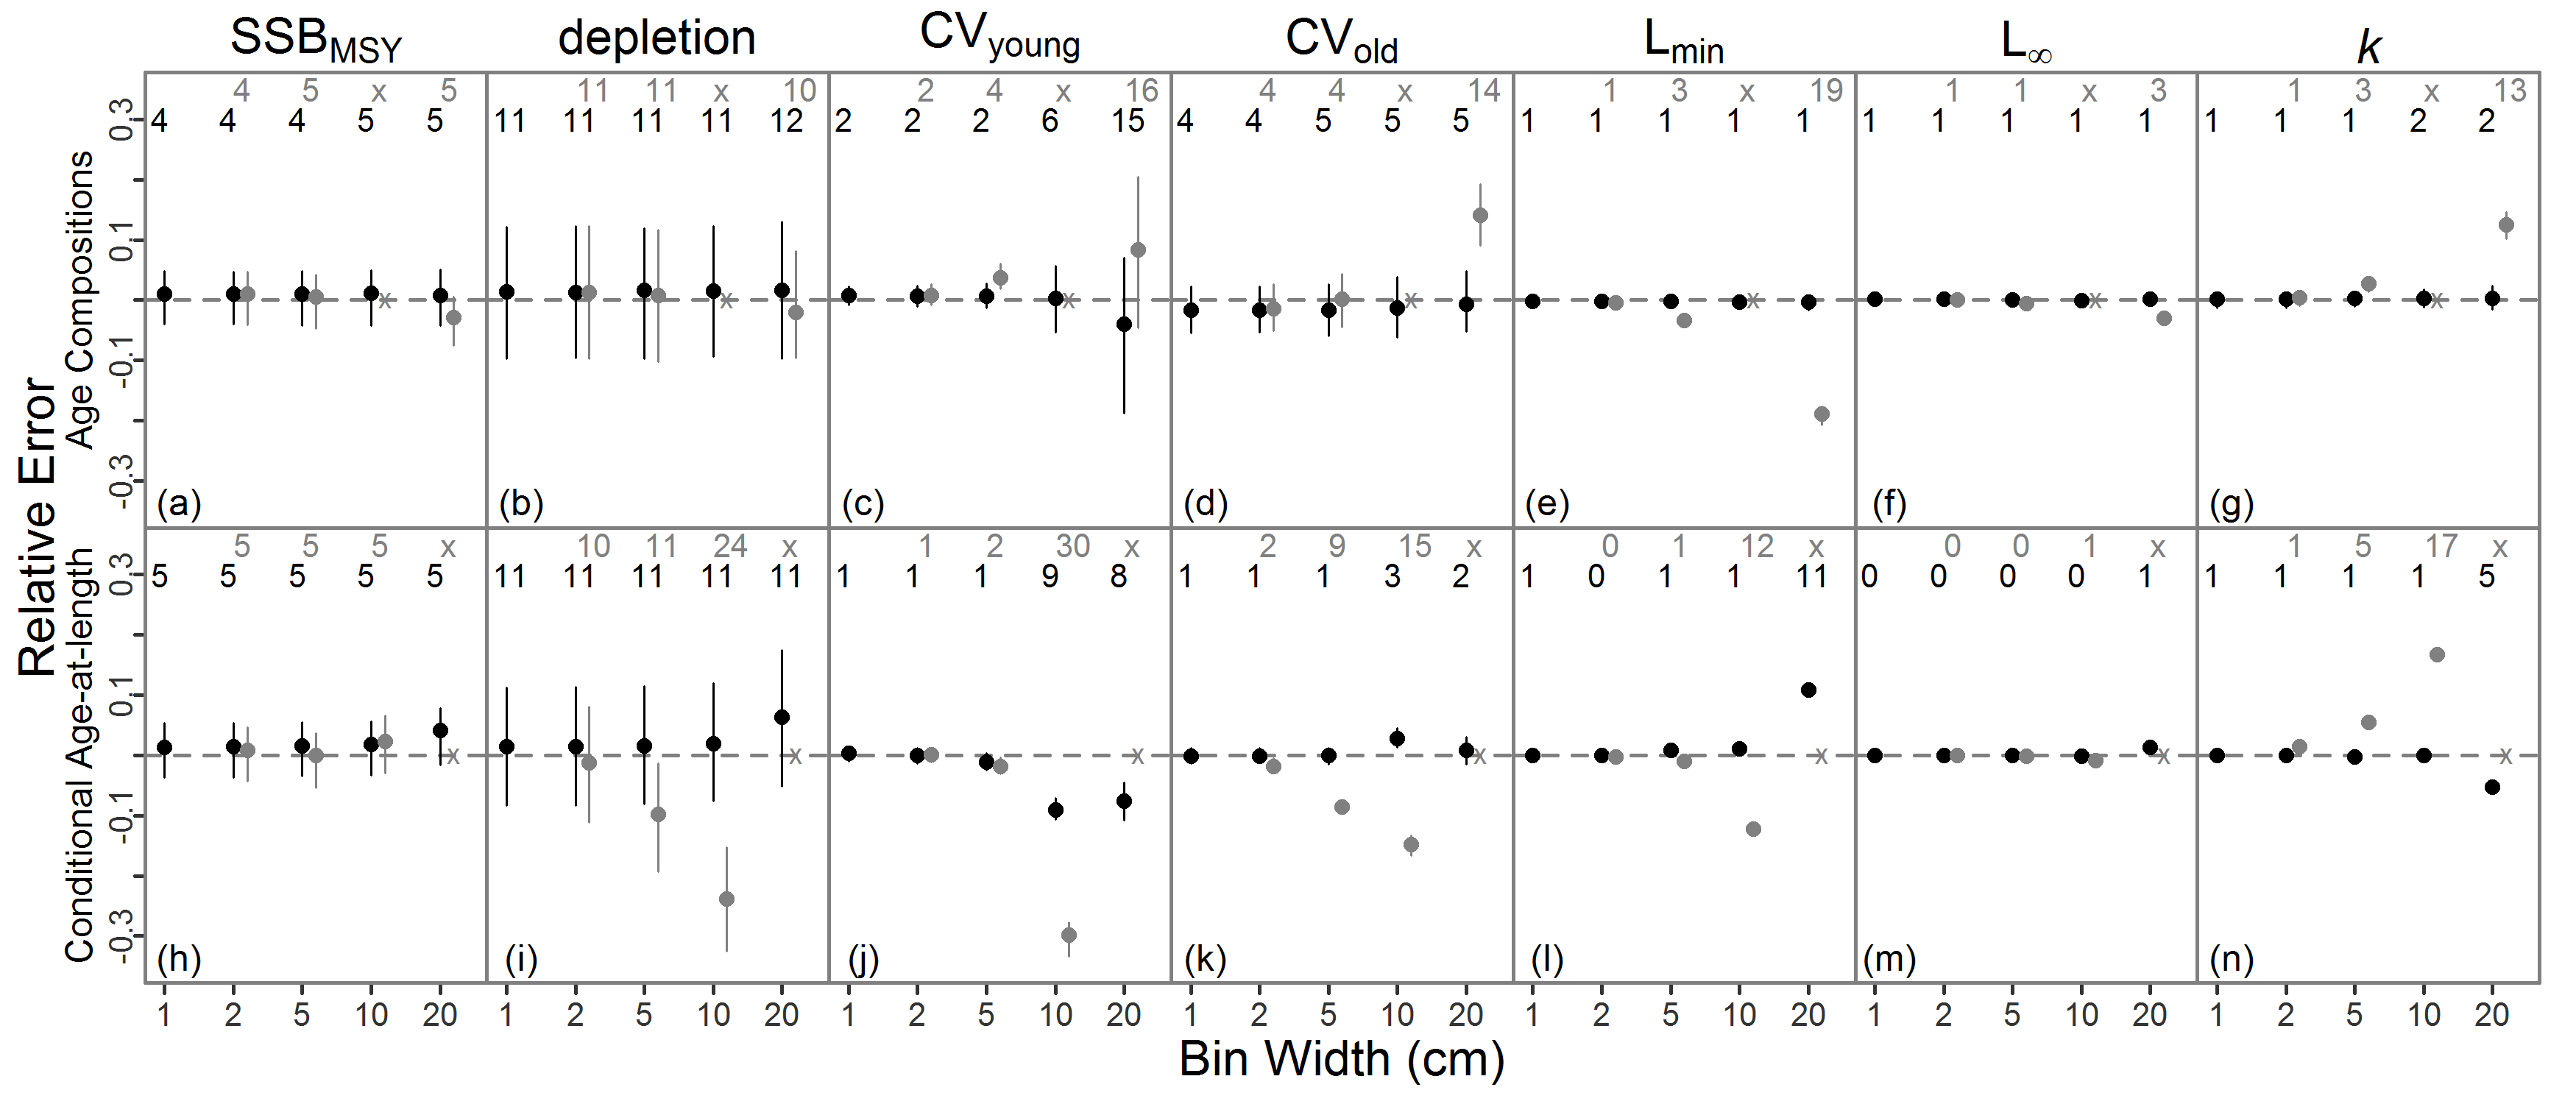 SSB MSY depletion CV young CV old L min L∞ k
4 5 x 5 11 11 x 10 2 4 x 16 4 4 x 14 1 3 x 19 1 1 x 3 1 3 x 13
4 4 4 5 5 11 11 11 11 12 2 2 2 6 15 4 4 5 5 5 1 1 1 1 1 1 1 1 1 1 1 1 1 2 2
0.3
0.1
-0.1
-0.3
Age Compositions
x x x x x x x
(a) (b) (c) (d) (e) (f) (g)
Relative Error
5 5 5 x 10 11 24 x 1 2 30 x 2 9 15 x 0 1 12 x 0 0 1 x 1 5 17 x
5 5 5 5 5 11 11 11 11 11 1 1 1 9 8 1 1 1 3 2 1 0 1 1 11 0 0 0 0 1 1 1 1 1 5
0.3
0.1
-0.1
-0.3
Conditional Age-at-length
x x x x x x x
(h) (i) (j) (k) (l) (m) (n)
1 2 5 10 20 1 2 5 10 20 1 2 5 10 20 1 2 5 10 20 1 2 5 10 20 1 2 5 10 20 1 2 5 10 20
Bin Width (cm)